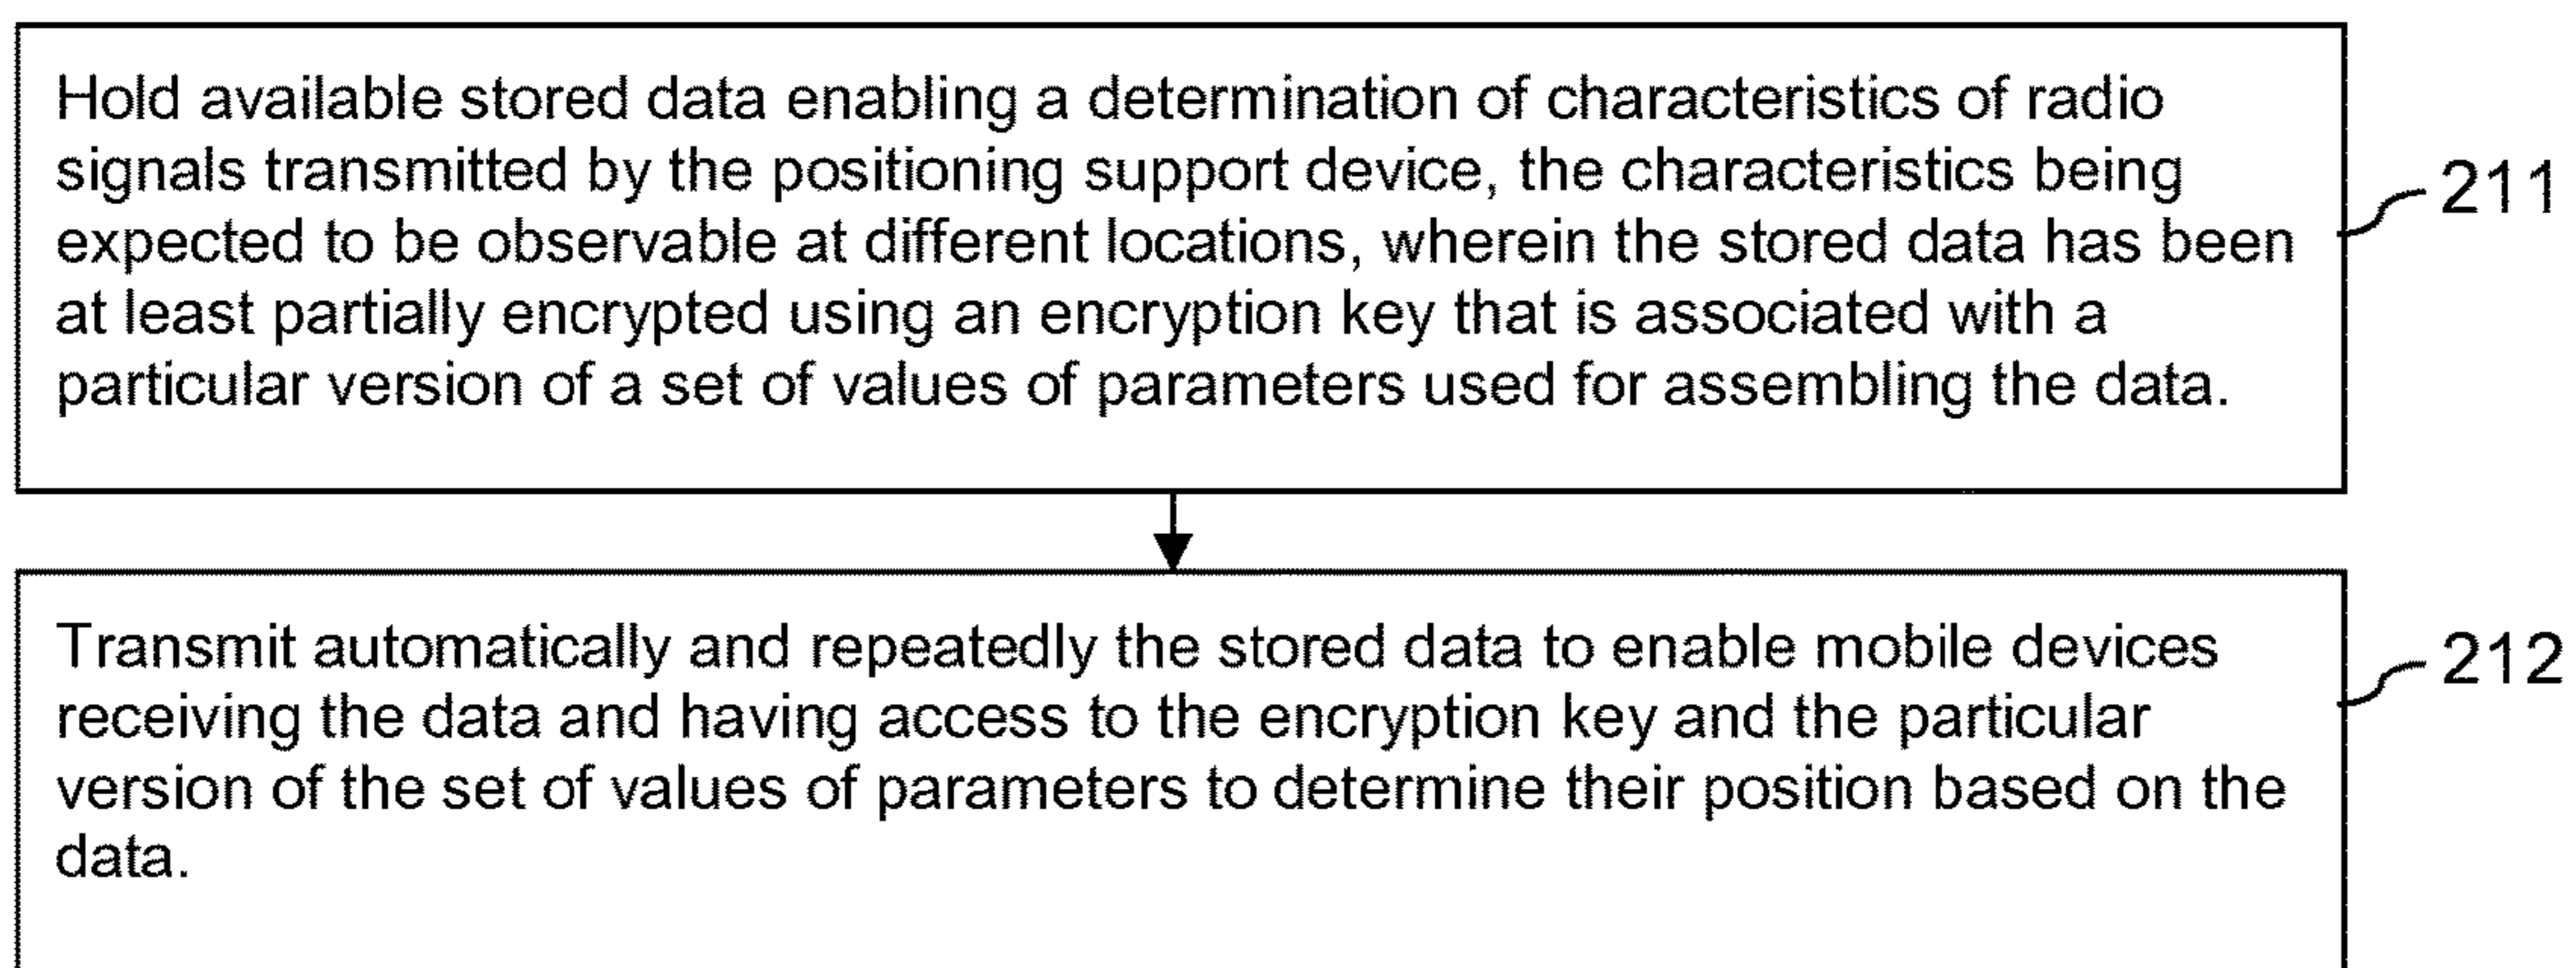 Hold available stored data enabling a determination of characteristics of radio
signals transmitted by the positioning support device, the characteristics being
expected to be observable at different locations, wherein the stored data has been
at least partially encrypted using an encryption key that is associated with a
particular version of a set of values of parameters used for assembling the data.
211
Transmit automatically and repeatedly the stored data to enable mobile devices
receiving the data and having access to the encryption key and the particular
version of the set of values of parameters to determine their position based on the
data.
212